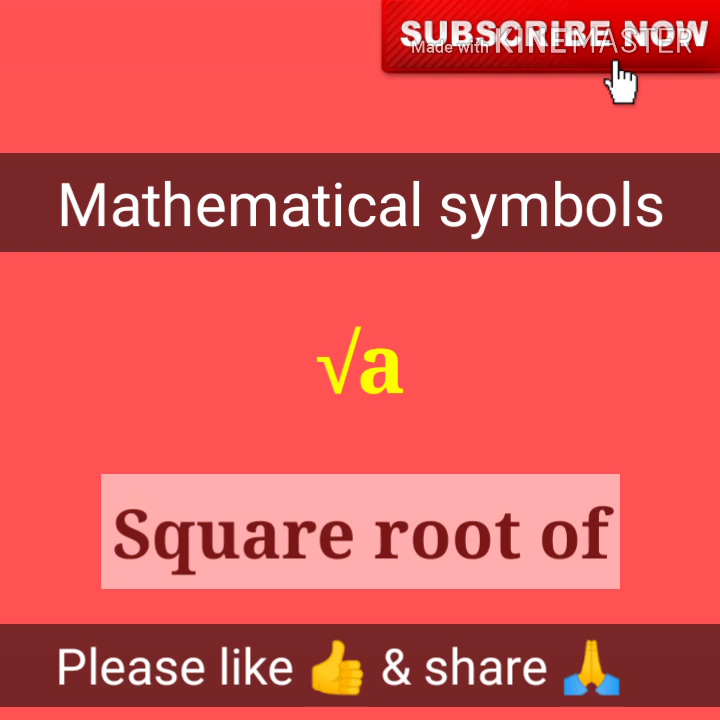 SUBSCRIBE NOW
Made with KINEMASTER
Mathematical symbols
√a
Square root of
Please like 👍 & share 🙏